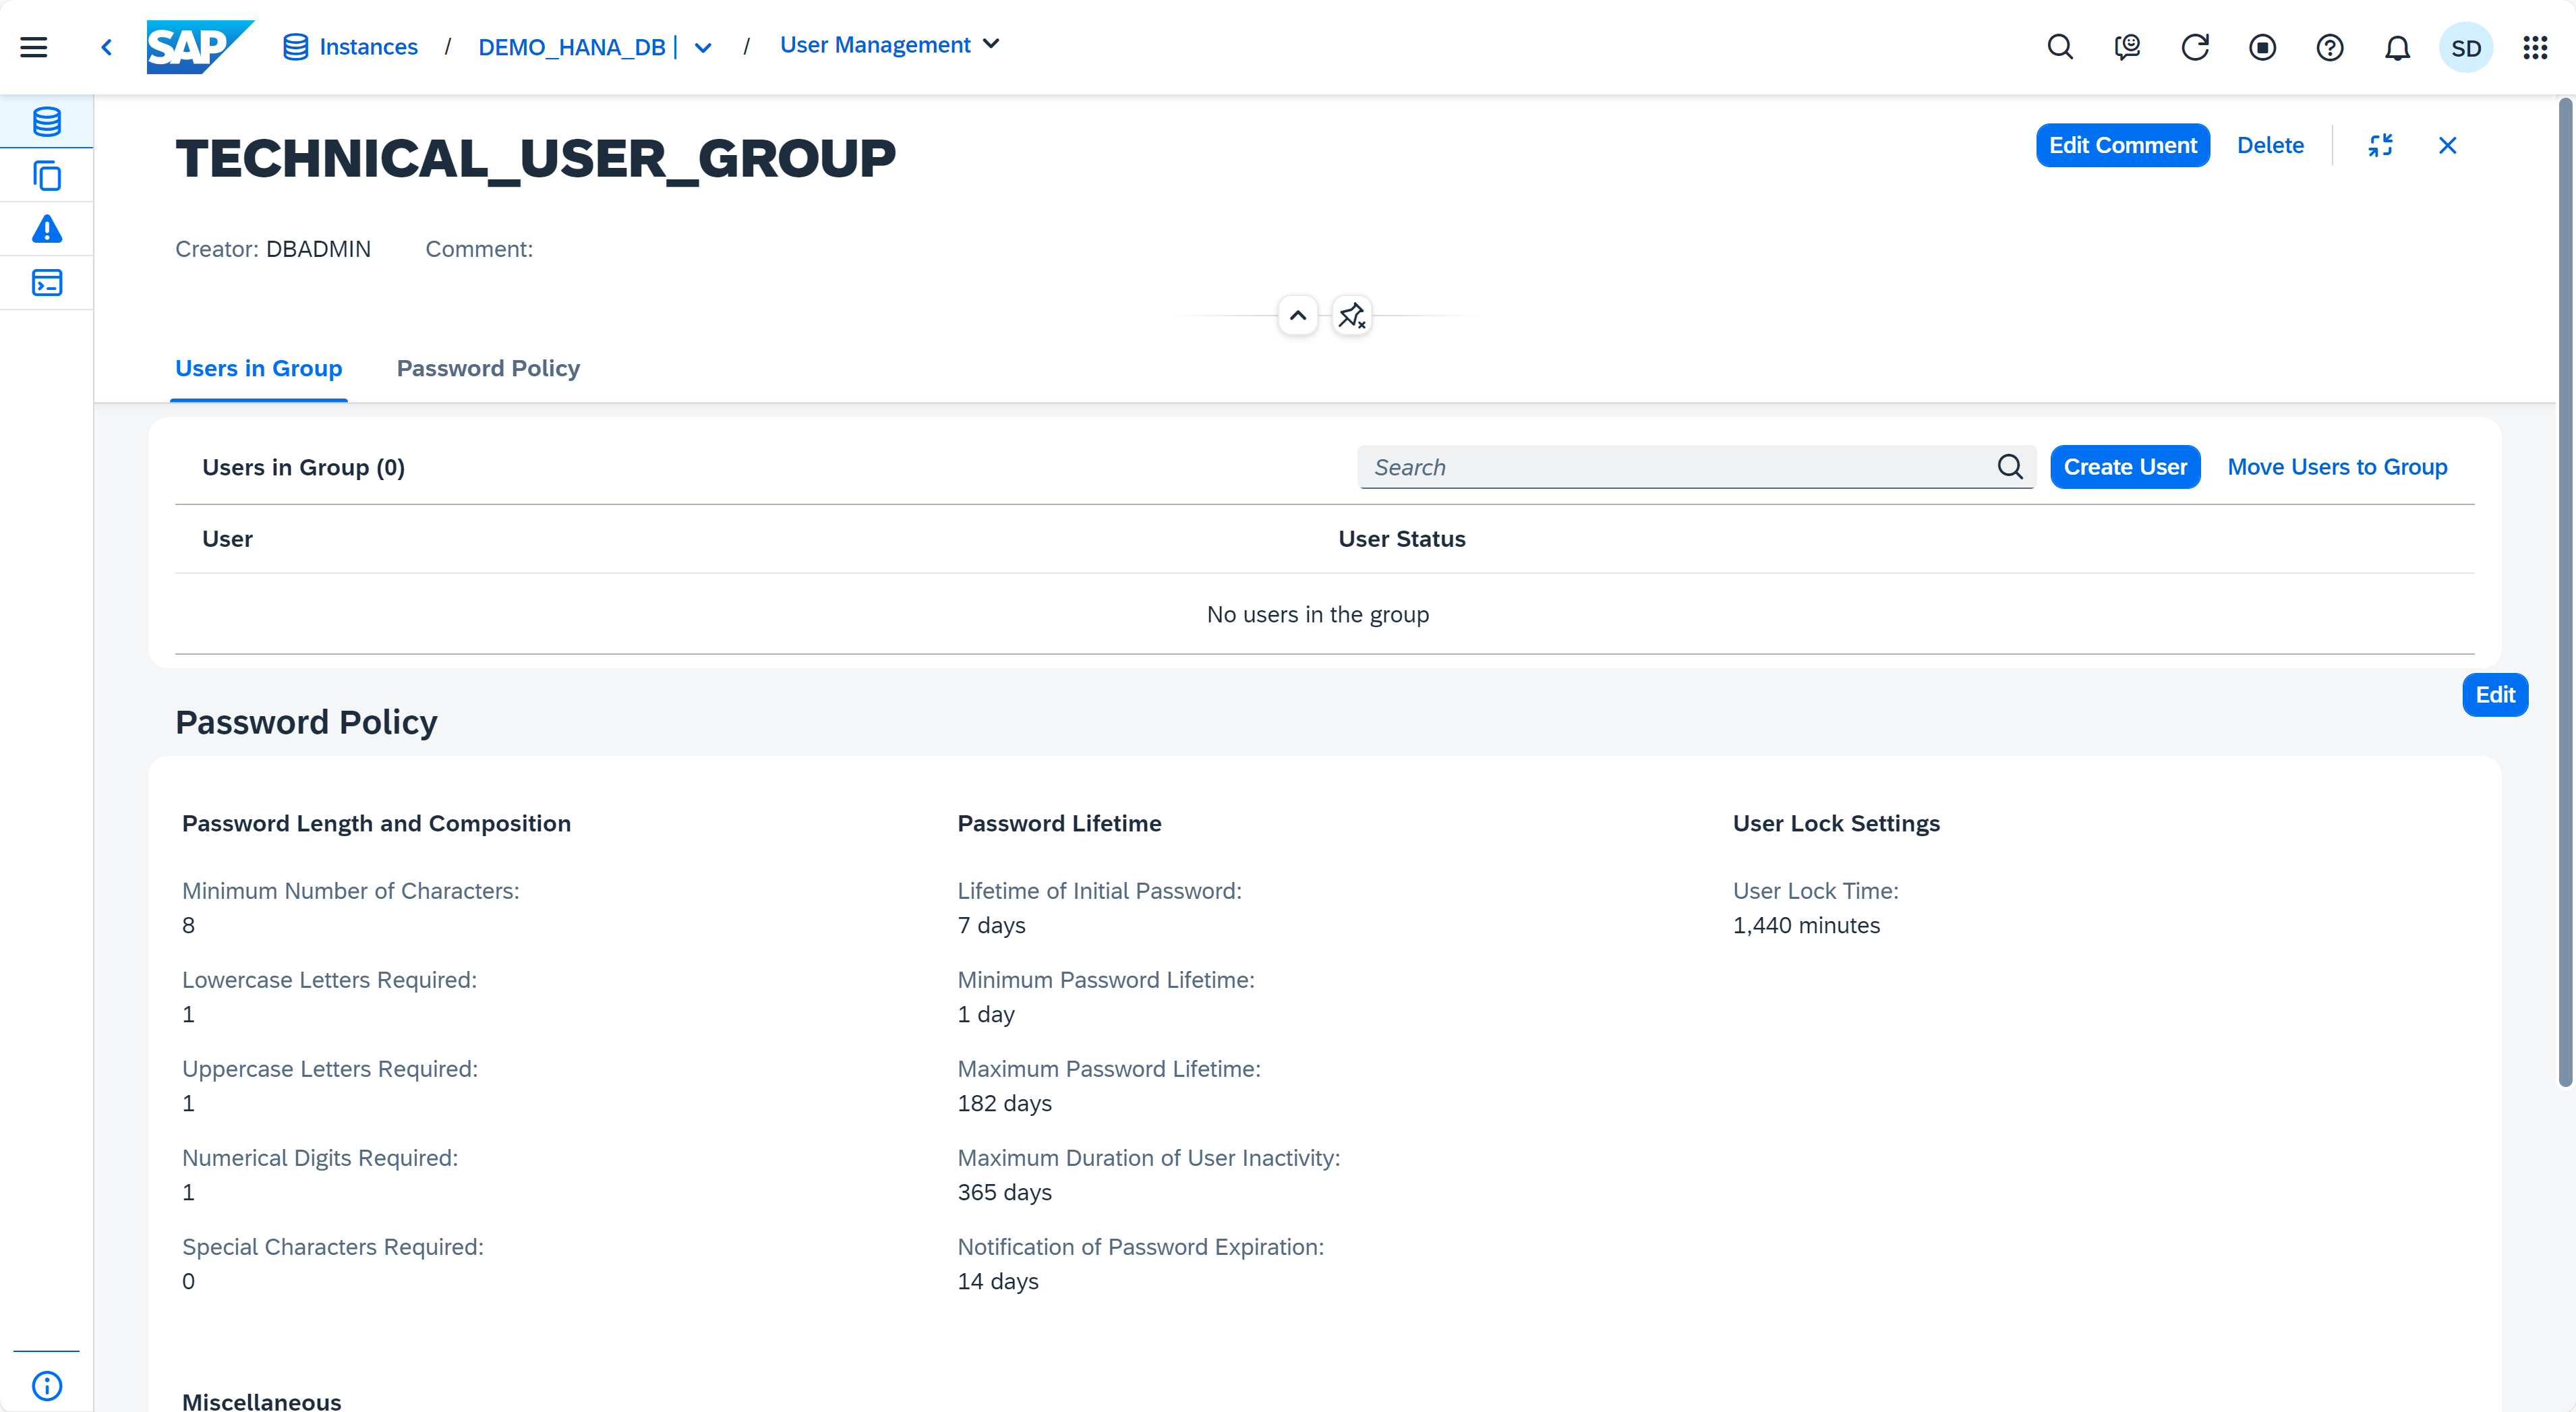 SAP Instances / DEMO_HANA_DB | / User Management SD
TECHNICAL_USER_GROUP
Edit Comment Delete
Creator: DBADMIN Comment:
Users in Group Password Policy
Users in Group (0) Search Create User Move Users to Group
User User Status
No users in the group
Password Policy Edit
Password Length and Composition
Minimum Number of Characters:
8
Lowercase Letters Required:
1
Uppercase Letters Required:
1
Numerical Digits Required:
1
Special Characters Required:
0
Password Lifetime
Lifetime of Initial Password:
7 days
Minimum Password Lifetime:
1 day
Maximum Password Lifetime:
182 days
Maximum Duration of User Inactivity:
365 days
Notification of Password Expiration:
14 days
User Lock Settings
User Lock Time:
1,440 minutes
Miscellaneous